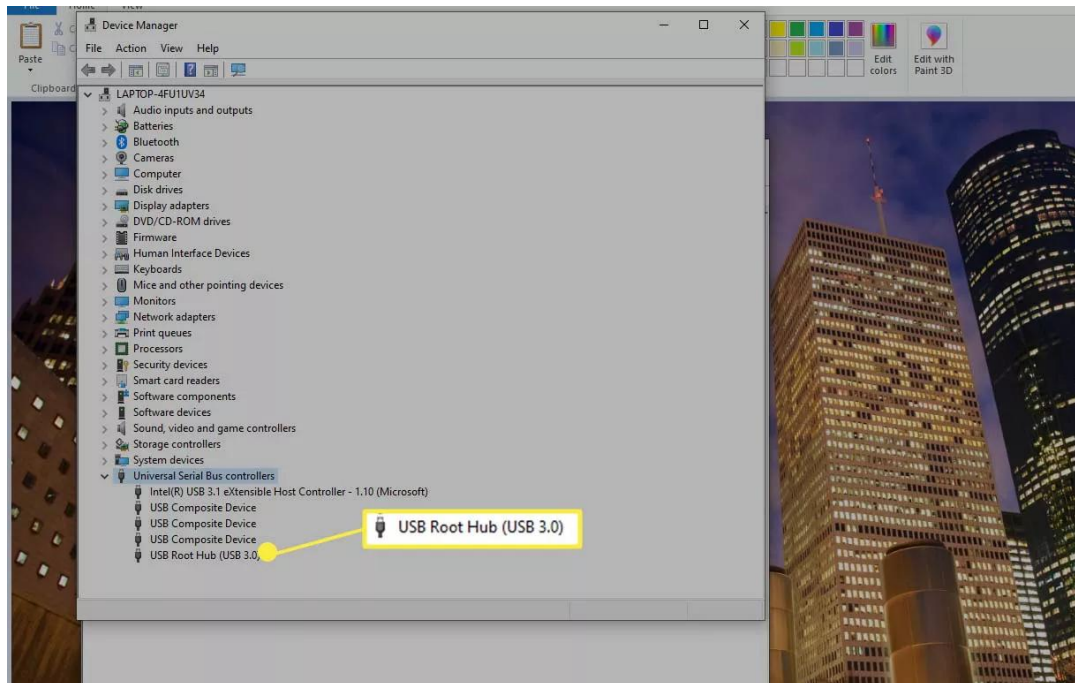 File Home View
Paste
Clipboard
Edit colors
Edit with Paint 3D
Device Manager
File Action View Help
LAPTOP-4FU1UV34
Audio inputs and outputs
Batteries
Bluetooth
Cameras
Computer
Disk drives
Display adapters
DVD/CD-ROM drives
Firmware
Human Interface Devices
Keyboards
Mice and other pointing devices
Monitors
Network adapters
Print queues
Processors
Security devices
Smart card readers
Software components
Software devices
Sound, video and game controllers
Storage controllers
System devices
Universal Serial Bus controllers
Intel(R) USB 3.1 eXtensible Host Controller - 1.10 (Microsoft)
USB Composite Device
USB Composite Device
USB Composite Device
USB Root Hub (USB 3.0)
USB Root Hub (USB 3.0)